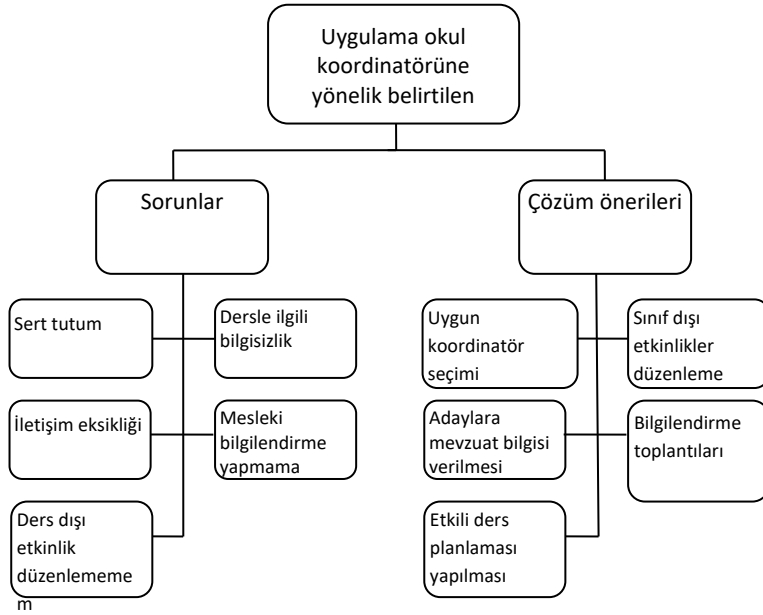 Uygulama okul
koordinatörüne
yönelik belirtilen
Sorunlar
Çözüm önerileri
Sert tutum
Dersle ilgili
bilgisizlik
Uygun
koordinatör
seçimi
Sınıf dışı
etkinlikler
düzenleme
İletişim eksikliği
Mesleki
bilgilendirme
yapmama
Adaylara
mevzuat bilgisi
verilmesi
Bilgilendirme
toplantıları
Ders dışı
etkinlik
düzenlememe
m
Etkili ders
planlaması
yapılması